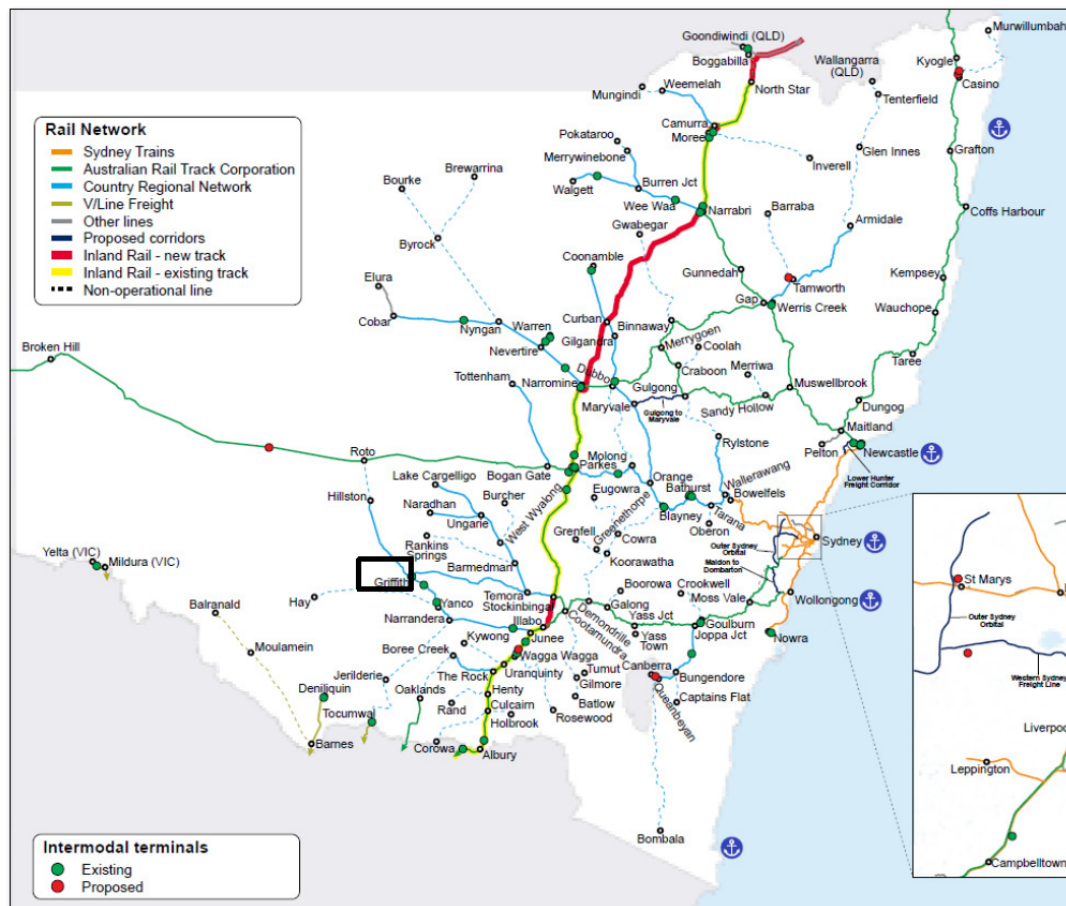 Rail Network
Sydney Trains
Australian Rail Track Corporation
Country Regional Network
V/Line Freight
Other lines
Proposed corridors
Inland Rail - new track
Inland Rail - existing track
Non-operational line
Murwillumbah
Goondiwindi (QLD)
Boggabilla
Wallangarra
(QLD)
Kyogle
Casino
Weemelah
Mungindi
North Star
Tenterfield
Camurra
Moree
Pokataroo
Merrywinebone
Glen Innes
Inverell
Grafton
Brewarrina
Bourke
Walgett
Burren Jct
Wee Waa
Narrabri
Barraba
Gwabegar
Armidale
Coffs Harbour
Byrock
Coonamble
Gunnedah
Kempsey
Elura
Tamworth
Gap
Werris Creek
Wauchope
Cobar
Nyngan
Warren
Curban
Binnaway
Gilgandra
Nevertire
Merrygoen
Coolah
Broken Hill
Taree
Tottenham
Narromine
Dubbo
Craboon
Merriwa
Gulgong
Muswellbrook
Maryvale
Gulgong to
Maryvale
Sandy Hollow
Dungog
Maitland
Pelton
Newcastle
Lower Hunter
Freight Corridor
Rylstone
Roto
Bogan Gate
Parkes
Molong
Orange
Wallerawang
Bowelfels
Lake Cargelligo
Hillston
Naradhan
Burcher
West Wyalong
Eugowra
Bathurst
Blayney
Tarana
Oberon
Ungarie
Grenfell
Greenethorpe
Cowra
Koorawatha
Sydney
Outer Sydney
Orbital
Maldon to
Dombarton
Rankins
Springs
Barmedman
Yelta (VIC)
Mildura (VIC)
Griffith
Hay
Yanco
Temora
Stockinbingal
Boorowa
Crookwell
Moss Vale
Wollongong
Balranald
Narrandera
Illabo
Junee
Cootamundra
Demondrille
Galong
Yass Jct
Yass
Town
Goulburn
Joppa Jct
Nowra
Moulamein
Kywong
Boree Creek
Wagga Wagga
Uranquinty
The Rock
Tumut
Gilmore
Canberra
Queanbeyan
Bungendore
Captains Flat
Jerilderie
Deniliquin
Tocumwal
Oaklands
Rand
Henty
Culcairn
Holbrook
Batlow
Rosewood
Barnes
Corowa
Albury
Bombala
St Marys
Outer Sydney
Orbital
Western Sydney
Freight Line
Liverpoo
Leppington
Campbelltown
Intermodal terminals
Existing
Proposed